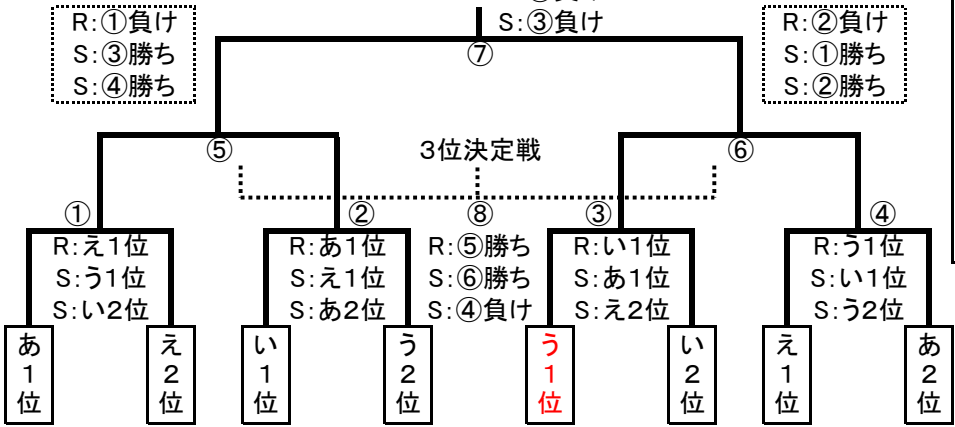 R:①負け
S:③勝ち
S:④勝ち
S:③負け
R:②負け
S:①勝ち
S:②勝ち
⑦
⑤
3位決定戦
⑥
①
②
⑧
③
④
R:え1位
S:う1位
S:い2位
R:あ1位
S:え1位
S:あ2位
R:⑤勝ち
S:⑥勝ち
S:④負け
R:い1位
S:あ1位
S:え2位
R:う1位
S:い1位
S:う2位
あ1位
え2位
い1位
う2位
う1位
い2位
え1位
あ2位